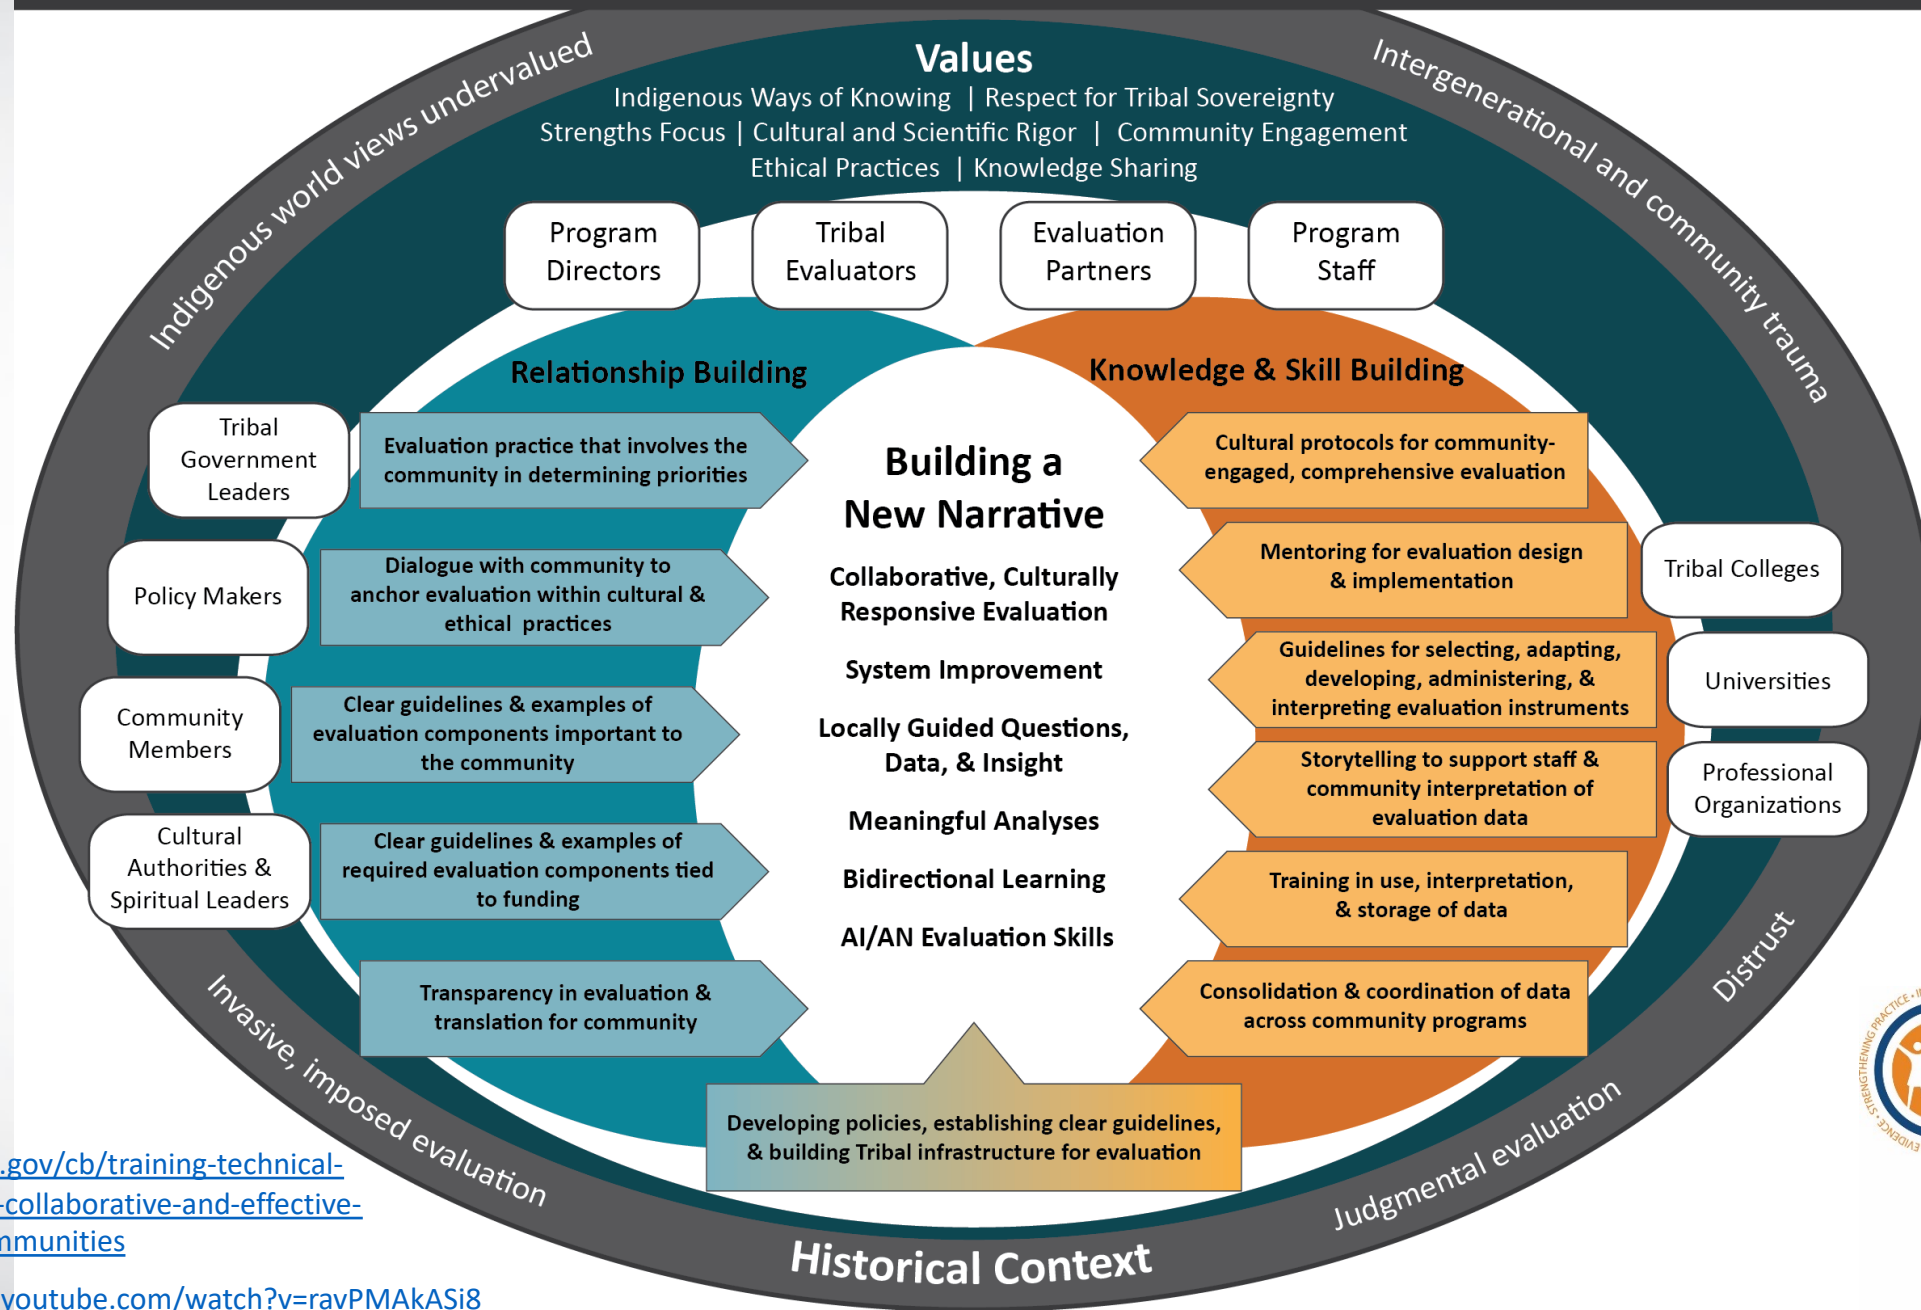 Values
Indigenous Ways of Knowing | Respect for Tribal Sovereignty
Strengths Focus | Cultural and Scientific Rigor | Community Engagement
Ethical Practices | Knowledge Sharing
Indigenous world views undervalued
Intergenerational and community trauma
Program
Directors
Tribal
Evaluators
Evaluation
Partners
Program
Staff
Relationship Building
Knowledge & Skill Building
Tribal
Government
Leaders
Policy Makers
Community
Members
Cultural
Authorities &
Spiritual Leaders
Evaluation practice that involves the
community in determining priorities
Dialogue with community to
anchor evaluation within cultural &
ethical practices
Clear guidelines & examples of
evaluation components important to
the community
Clear guidelines & examples of
required evaluation components tied
to funding
Transparency in evaluation &
translation for community
Building a
New Narrative
Collaborative, Culturally
Responsive Evaluation
System Improvement
Locally Guided Questions,
Data, & Insight
Meaningful Analyses
Bidirectional Learning
AI/AN Evaluation Skills
Cultural protocols for community-
engaged, comprehensive evaluation
Mentoring for evaluation design
& implementation
Guidelines for selecting, adapting,
developing, administering, &
interpreting evaluation instruments
Storytelling to support staff &
community interpretation of
evaluation data
Training in use, interpretation,
& storage of data
Consolidation & coordination of data
across community programs
Tribal Colleges
Universities
Professional
Organizations
Developing policies, establishing clear guidelines,
& building Tribal infrastructure for evaluation
Invasive, imposed evaluation
Historical Context
Judgmental evaluation
Distrust
.gov/cb/training-technical-
-collaborative-and-effective-
mmunities
youtube.com/watch?v=ravPMAkASi8
STRENGTHENING PRACTICE •